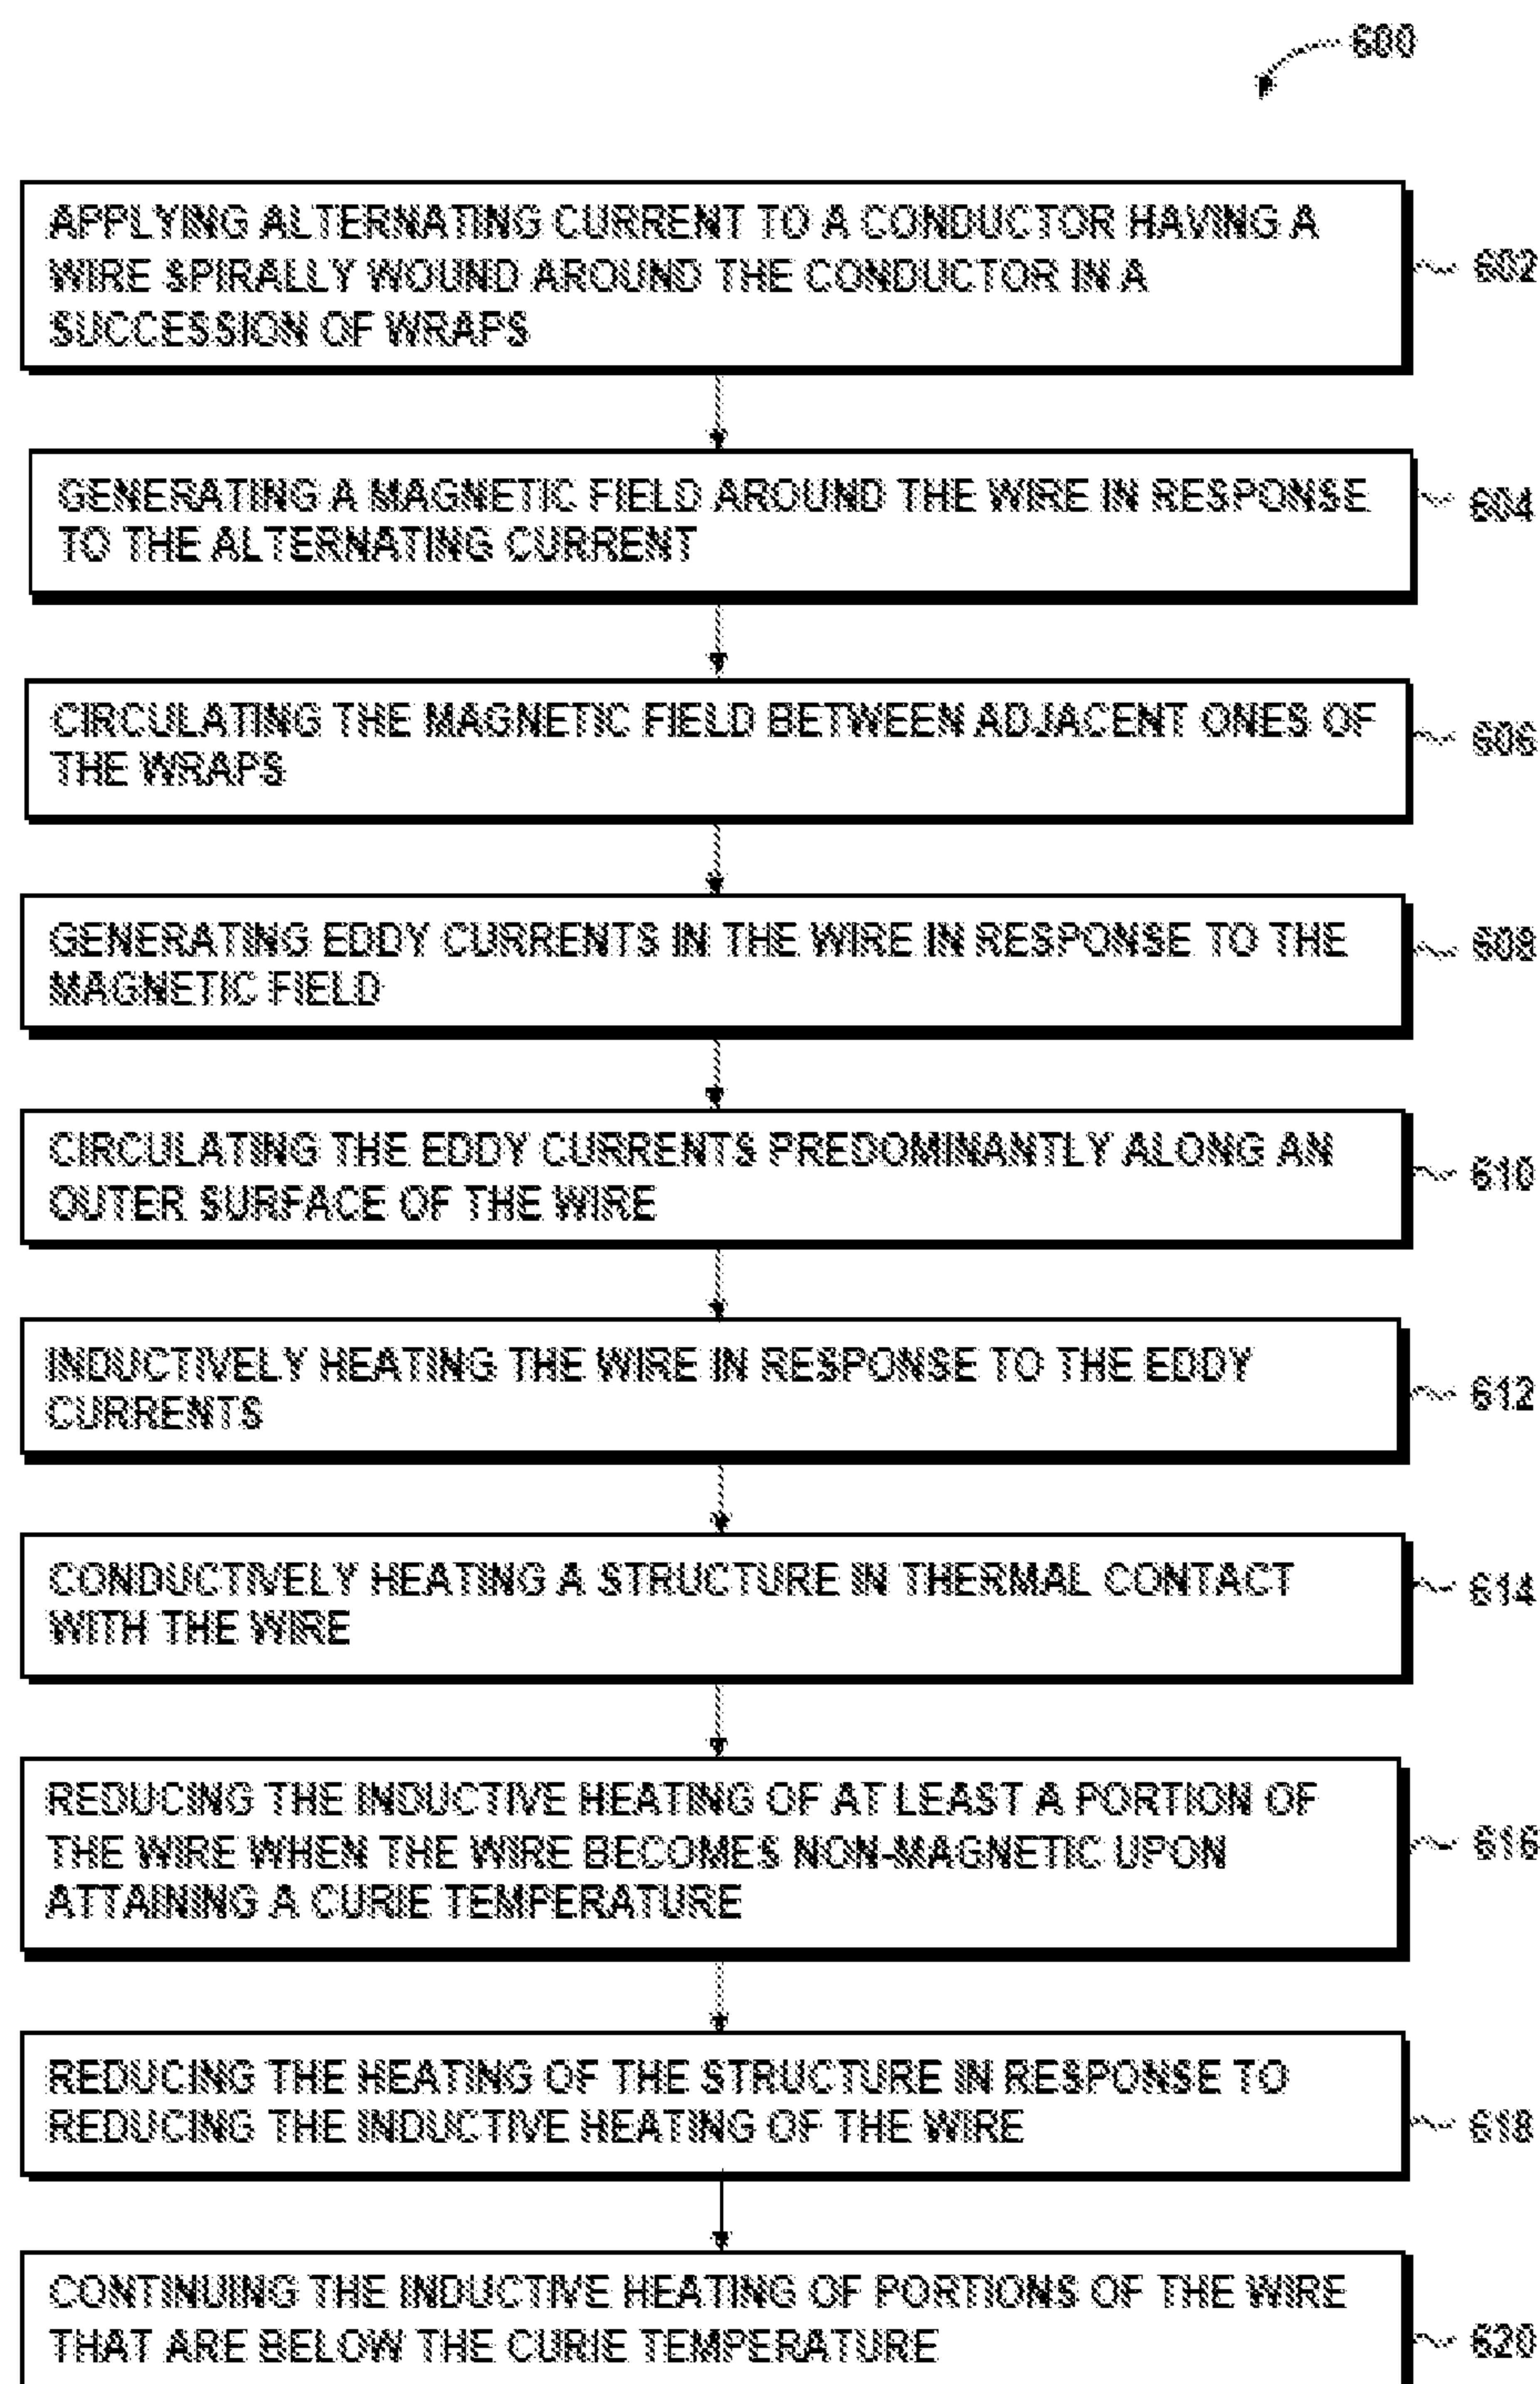 600
APPLYING ALTERNATING CURRENT TO A CONDUCTOR HAVING A
WIRE SPIRALLY WOUND AROUND THE CONDUCTOR IN A
SUCCESSION OF WRAPS
602
GENERATING A MAGNETIC FIELD AROUND THE WIRE IN RESPONSE
TO THE ALTERNATING CURRENT
604
CIRCULATING THE MAGNETIC FIELD BETWEEN ADJACENT ONES OF
THE WRAPS
606
GENERATING EDDY CURRENTS IN THE WIRE IN RESPONSE TO THE
MAGNETIC FIELD
608
CIRCULATING THE EDDY CURRENTS PREDOMINANTLY ALONG AN
OUTER SURFACE OF THE WIRE
610
INDUCTIVELY HEATING THE WIRE IN RESPONSE TO THE EDDY
CURRENTS
612
CONDUCTIVELY HEATING A STRUCTURE IN THERMAL CONTACT
WITH THE WIRE
614
REDUCING THE INDUCTIVE HEATING OF AT LEAST A PORTION OF
THE WIRE WHEN THE WIRE BECOMES NON-MAGNETIC UPON
ATTAINING A CURIE TEMPERATURE
616
REDUCING THE HEATING OF THE STRUCTURE IN RESPONSE TO
REDUCING THE INDUCTIVE HEATING OF THE WIRE
618
CONTINUING THE INDUCTIVE HEATING OF PORTIONS OF THE WIRE
THAT ARE BELOW THE CURIE TEMPERATURE
620